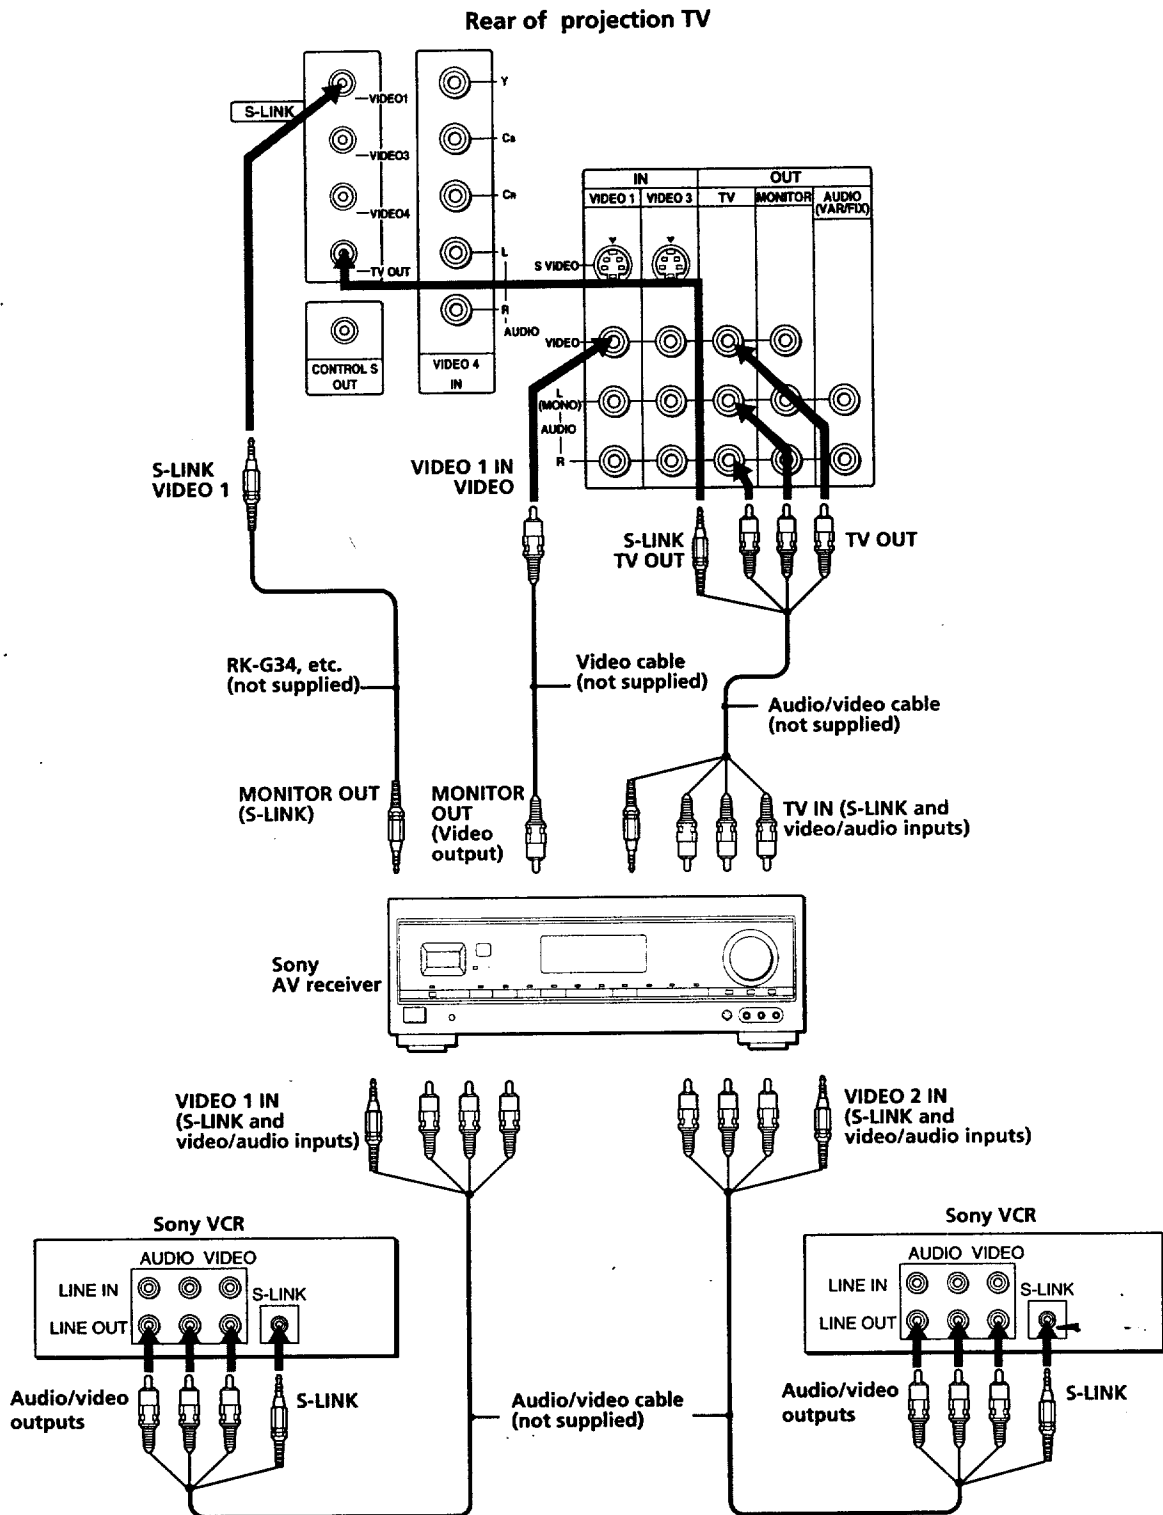 Rear of projection TV
S-LINK
VIDEO1
VIDEO3
VIDEO4
TV OUT
CONTROL S
OUT
Y
CB
CR
L
R
AUDIO
VIDEO 4
IN
IN
OUT
VIDEO 1
VIDEO 3
TV
MONITOR
AUDIO
(VAR/FIX)
S VIDEO
VIDEO
L
(MONO)
AUDIO
R
S-LINK
VIDEO 1
VIDEO 1 IN
VIDEO
S-LINK
TV OUT
TV OUT
RK-G34, etc.
(not supplied)
Video cable
(not supplied)
Audio/video cable
(not supplied)
MONITOR OUT
(S-LINK)
MONITOR
OUT
(Video
output)
TV IN (S-LINK and
video/audio inputs)
Sony
AV receiver
VIDEO 1 IN
(S-LINK and
video/audio inputs)
VIDEO 2 IN
(S-LINK and
video/audio inputs)
Sony VCR
AUDIO VIDEO
LINE IN
LINE OUT
S-LINK
Audio/video
outputs
S-LINK
Audio/video cable
(not supplied)
Sony VCR
AUDIO VIDEO
LINE IN
LINE OUT
S-LINK
Audio/video
outputs
S-LINK